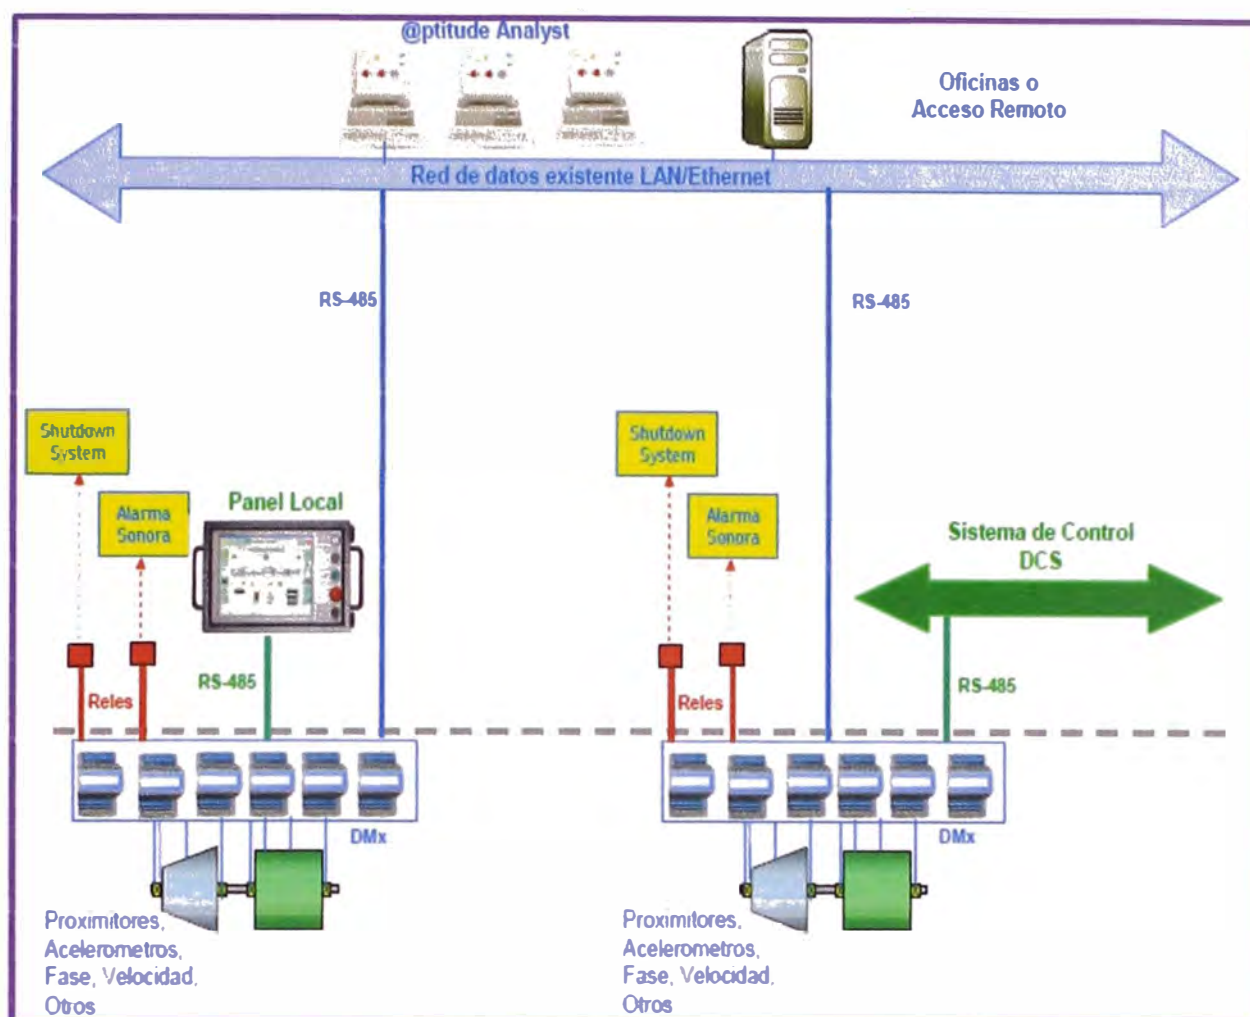 @ptitude Analyst
Oficinas o
Acceso Remoto
Red de datos existente LAN/Ethernet
RS-485
RS-485
Shutdown
System
Alarma
Sonora
Panel Local
Reles
RS-485
Shutdown
System
Alarma
Sonora
Sistema de Control
DCS
Reles
RS-485
DMx
DMx
Proximitores,
Acelerometros,
Fase, Velocidad,
Otros
Proximitores,
Acelerometros,
Fase, Velocidad,
Otros